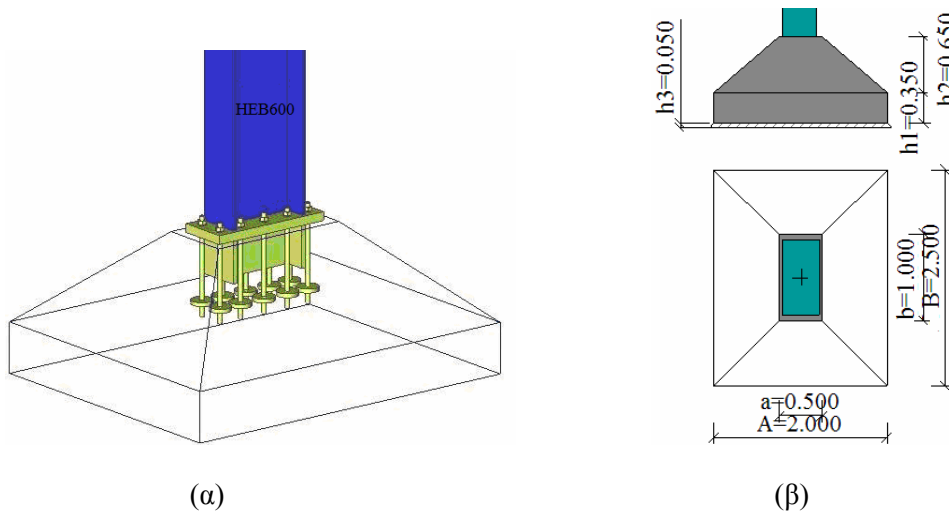 HEB600
h3=0.050
h1=0.350
h2=0.650
b=1.000
B=2.500
a=0.500
A=2.000
(α)
(β)